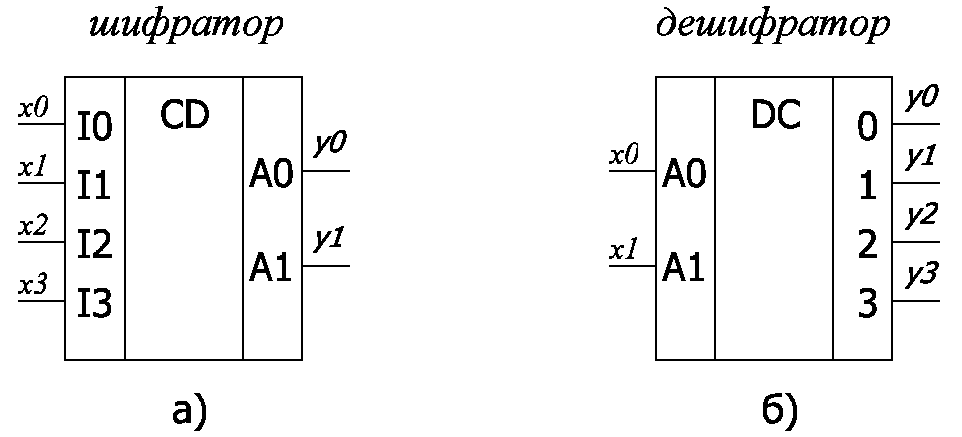 шифратор
x0 I0 CD A0 y0
x1 I1
x2 I2 A1 y1
x3 I3
а)
дешифратор
x0 A0 DC 0 y0
1 y1
x1 A1 2 y2
3 y3
б)